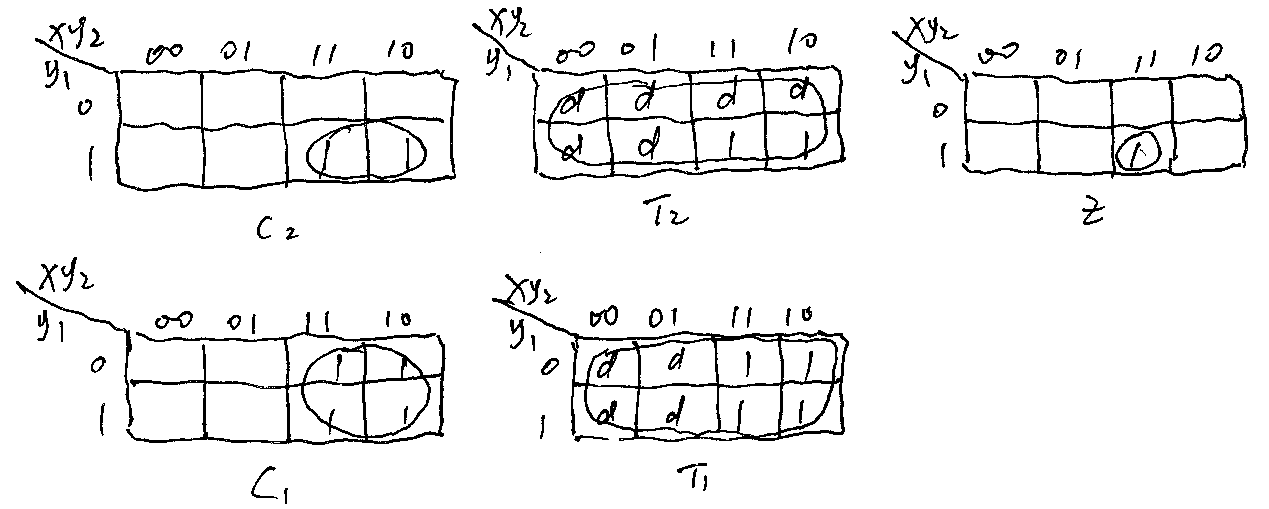 xy₂ xy₂ xy₂
y₁ 00 01 11 10 y₁ 00 01 11 10 y₁ 00 01 11 10
0 d d d d 0
1 1 1 d d 1 1 1 1
C₂ T₂ Z
xy₂ xy₂
y₁ 00 01 11 10 y₁ 00 01 11 10
0 1 1 0 d d 1 1
1 1 1 1 d d 1 1
C₁ T₁